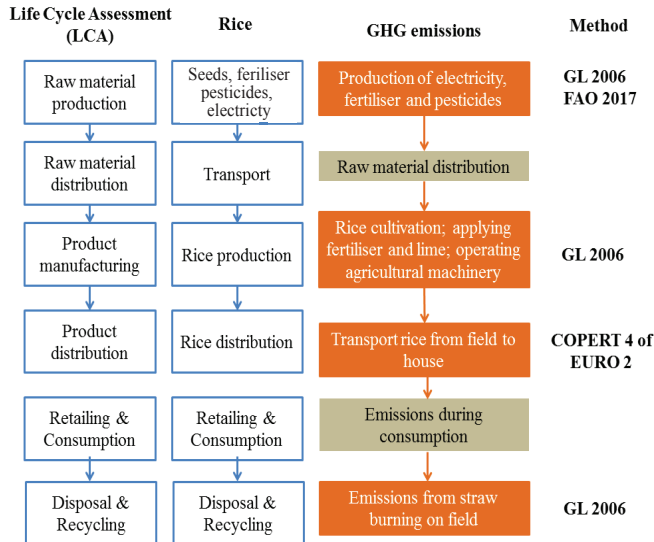 Life Cycle Assessment
(LCA)
Rice
GHG emissions
Method
Raw material
production
Seeds, feriliser
pesticides,
electricty
Production of electricity,
fertiliser and pesticides
GL 2006
FAO 2017
Raw material
distribution
Transport
Raw material distribution
Product
manufacturing
Rice production
Rice cultivation; applying
fertiliser and lime; operating
agricultural machinery
GL 2006
Product
distribution
Rice distribution
Transport rice from field to
house
COPERT 4 of
EURO 2
Retailing &
Consumption
Retailing &
Consumption
Emissions during
consumption
Disposal &
Recycling
Disposal &
Recycling
Emissions from straw
burning on field
GL 2006